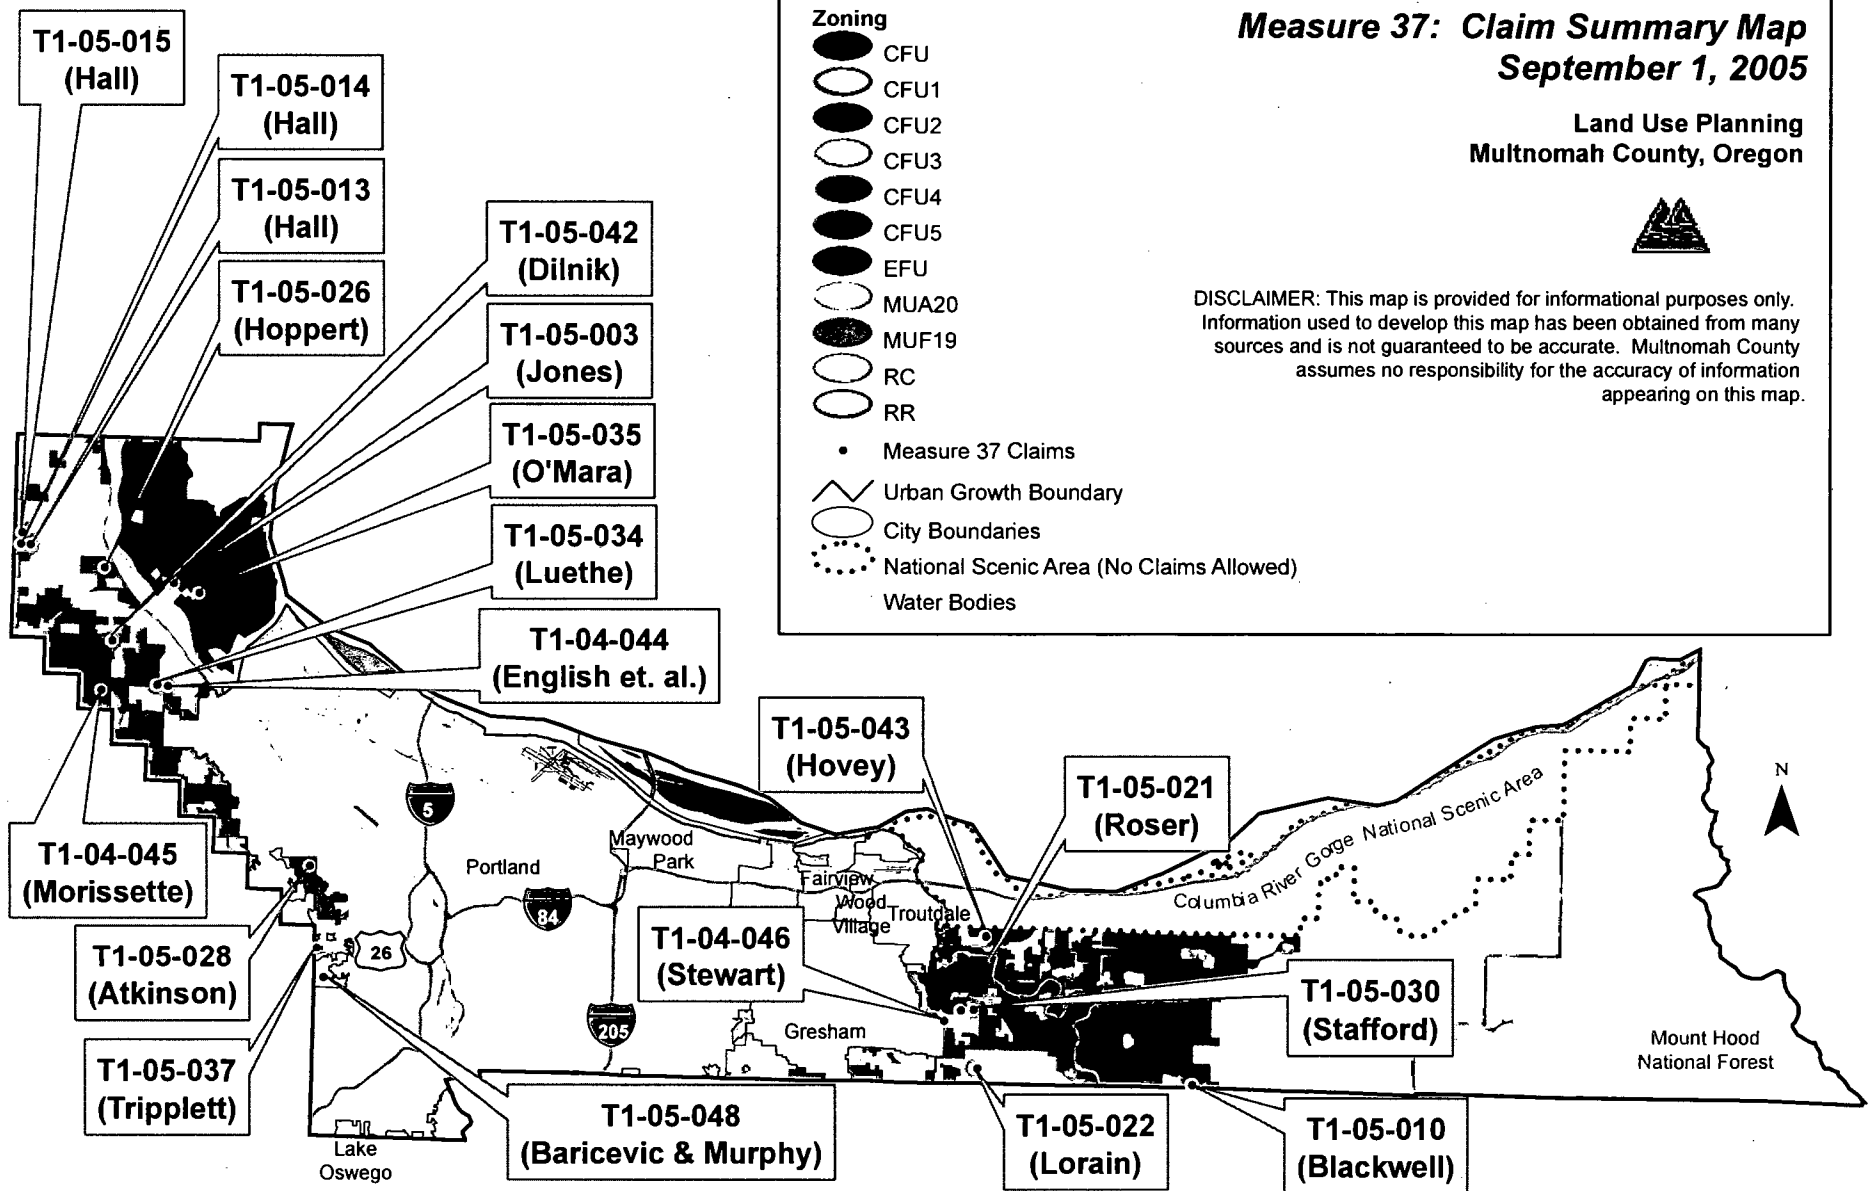 T1-05-015
(Hall)
T1-05-014
(Hall)
T1-05-013
(Hall)
T1-05-026
(Hoppert)
T1-05-042
(Dilnik)
T1-05-003
(Jones)
T1-05-035
(O'Mara)
T1-05-034
(Luethe)
T1-04-044
(English et. al.)
Zoning
CFU
CFU1
CFU2
CFU3
CFU4
CFU5
EFU
MUA20
MUF19
RC
RR
Measure 37 Claims
Urban Growth Boundary
City Boundaries
National Scenic Area (No Claims Allowed)
Water Bodies
Measure 37: Claim Summary Map
September 1, 2005
Land Use Planning
Multnomah County, Oregon
DISCLAIMER: This map is provided for informational purposes only.
Information used to develop this map has been obtained from many
sources and is not guaranteed to be accurate. Multnomah County
assumes no responsibility for the accuracy of information
appearing on this map.
T1-05-043
(Hovey)
T1-05-021
(Roser)
N
Columbia River Gorge National Scenic Area
5
Maywood
Park
Portland
84
Fairview
Wood
Village
Troutdale
T1-04-045
(Morissette)
T1-05-028
(Atkinson)
26
T1-04-046
(Stewart)
T1-05-030
(Stafford)
205
Gresham
Mount Hood
National Forest
T1-05-037
(Tripplett)
T1-05-048
(Baricevic & Murphy)
T1-05-022
(Lorain)
T1-05-010
(Blackwell)
Lake
Oswego